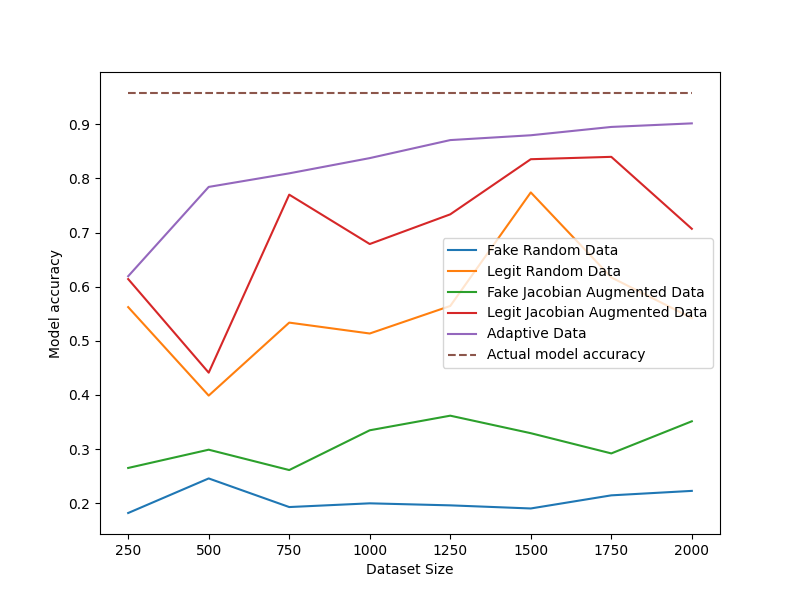 0.9
0.8
0.7
0.6
0.5
0.4
0.3
0.2
Model accuracy
Fake Random Data
Legit Random Data
Fake Jacobian Augmented Data
Legit Jacobian Augmented Data
Adaptive Data
Actual model accuracy
250 500 750 1000 1250 1500 1750 2000
Dataset Size